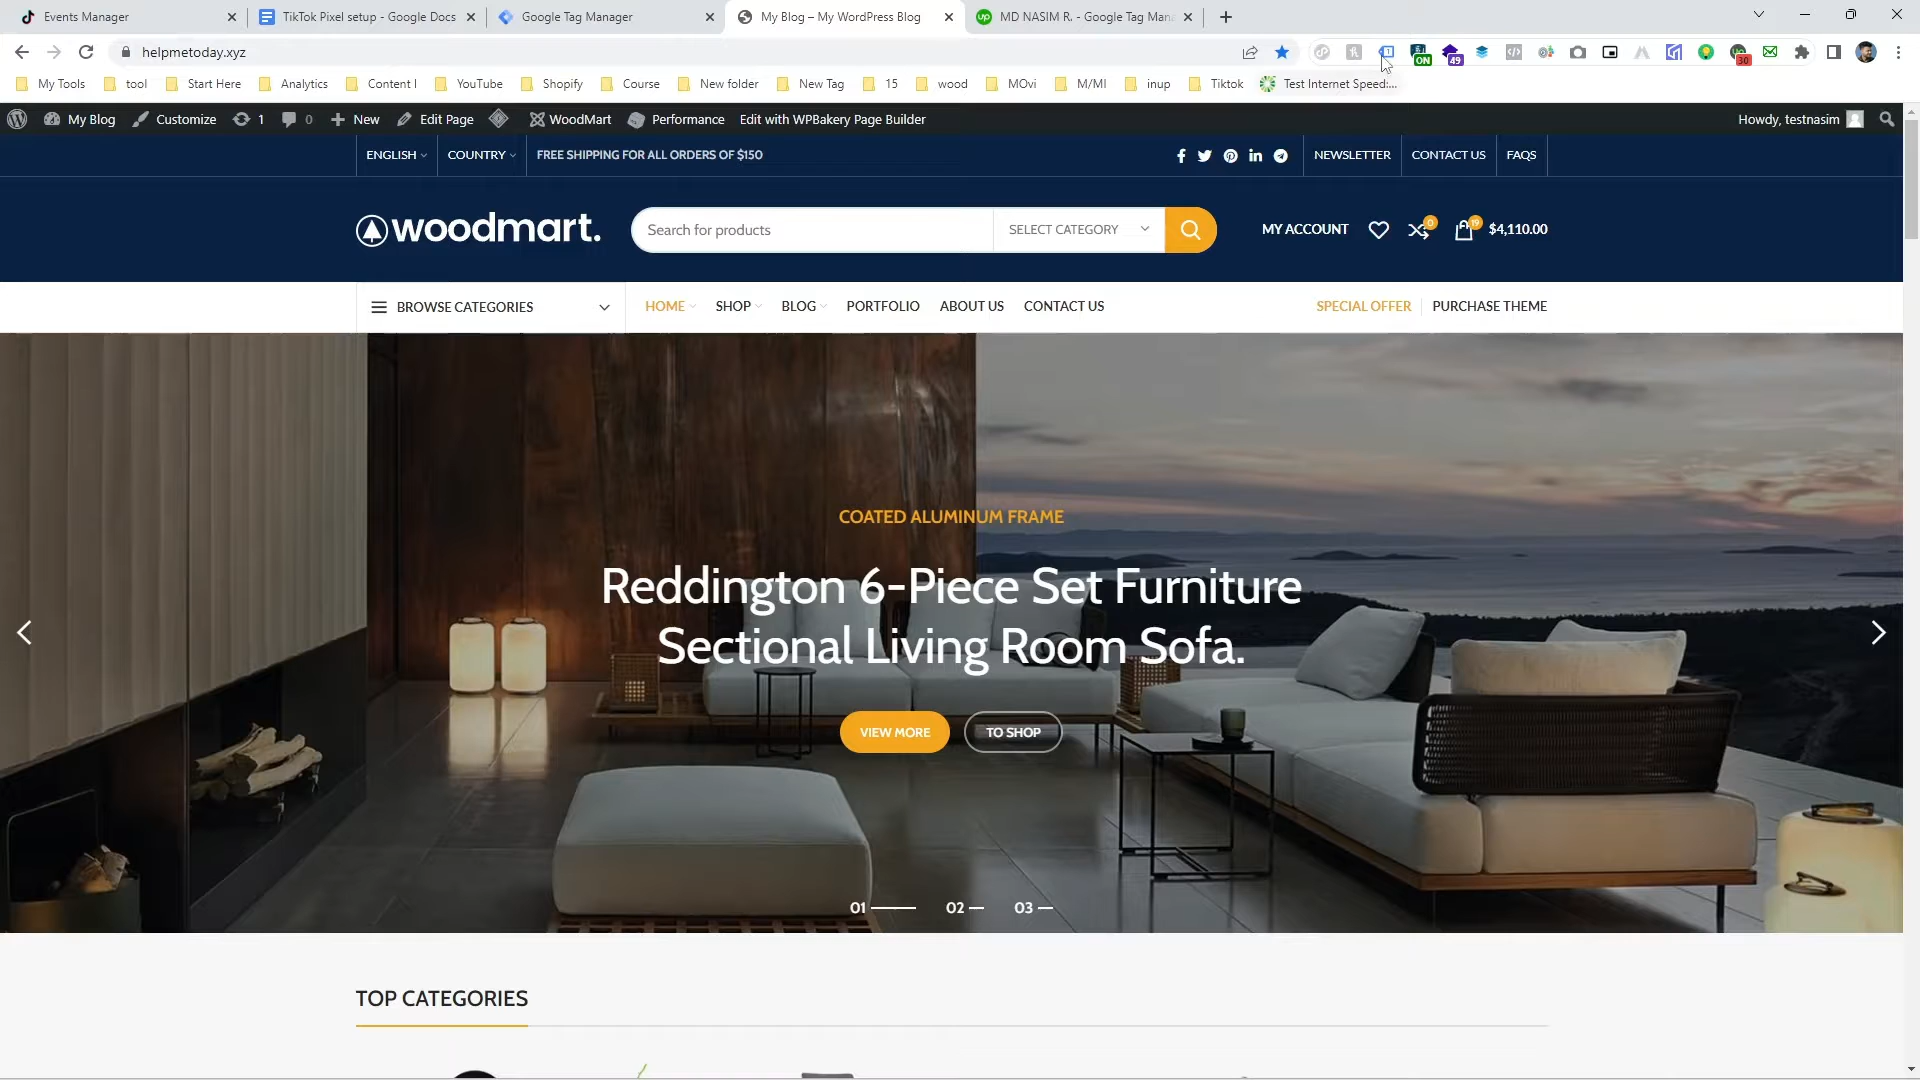 Events Manager
TikTok Pixel setup - Google Docs
Google Tag Manager
My Blog – My WordPress Blog
MD NASIM R. - Google Tag Man
helpmetoday.xyz
ON
49
30
My Tools
tool
Start Here
Analytics
Content I
YouTube
Shopify
Course
New folder
New Tag
15
wood
MOvi
M/MI
inup
Tiktok
Test Internet Speed:...
My Blog
Customize
1
0
New
Edit Page
WooMart
Performance
Edit with WPBakery Page Builder
Howdy, testnasim
ENGLISH
COUNTRY
FREE SHIPPING FOR ALL ORDERS OF $150
NEWSLETTER
CONTACT US
FAQS
woodmart.
Search for products
SELECT CATEGORY
MY ACCOUNT
0
19
$4,110.00
BROWSE CATEGORIES
HOME
SHOP
BLOG
PORTFOLIO
ABOUT US
CONTACT US
SPECIAL OFFER
PURCHASE THEME
COATED ALUMINUM FRAME
Reddington 6-Piece Set Furniture
Sectional Living Room Sofa.
VIEW MORE
TO SHOP
01
02
03
TOP CATEGORIES